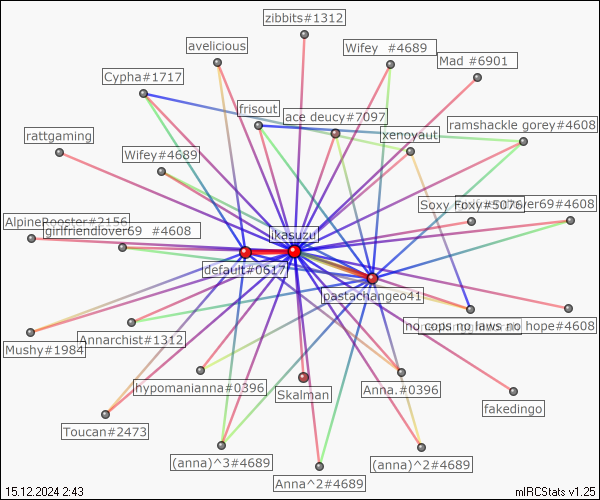 zibbits#1312
avelicious
Wifey #4689
Mad #6901
Cypha#1717
frisout
ace deucy#7097
ramshackle gorey#4608
rattgaming
xenoyaut
Wifey#4689
Soxy Foxy#5076
er69#4608
AlpineRooster#2156
girlfriendlover69 #4608
ikasuzu
default#0617
pastachangeo41
no cops no laws
hope#4608
Mushy#1984
Annarchist#1312
hypomanianna#0396
Skalman
Anna.#0396
fakedingo
Toucan#2473
(anna)^3#4689
Anna^2#4689
(anna)^2#4689
15.12.2024 2:43
mIRCStats v1.25